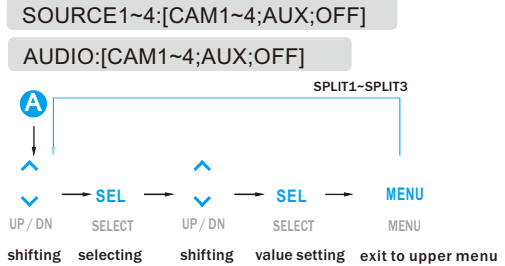 SOURCE1~4:[CAM1~4;AUX;OFF]
AUDIO:[CAM1~4;AUX;OFF]
SPLIT1~SPLIT3
A
SEL SEL MENU
UP / DN SELECT UP / DN SELECT MENU
shifting selecting shifting value setting exit to upper menu